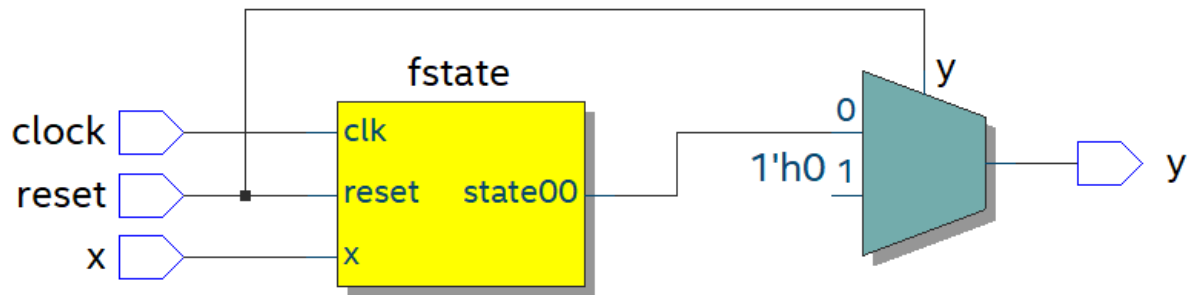 fstate
y
clock
clk
0
1'h0 1
reset
reset
state00
y
x
x